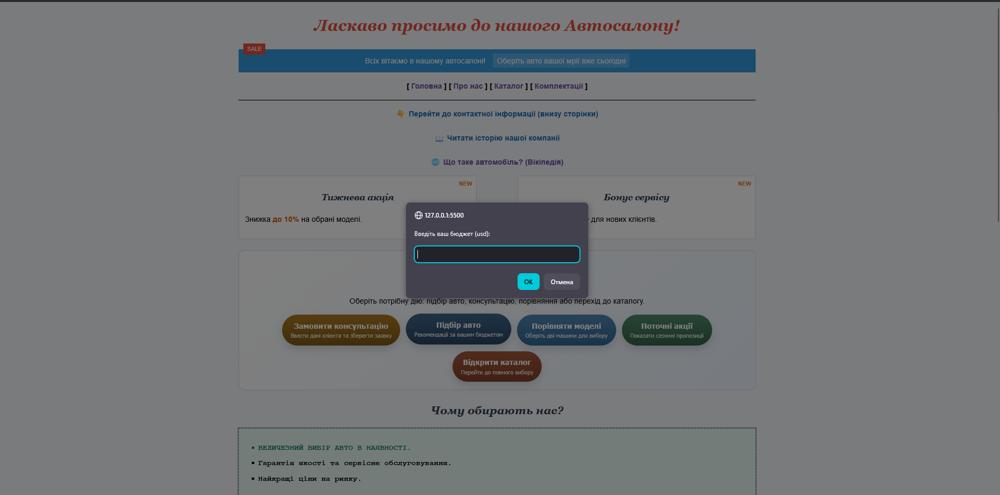 Ласкаво просимо до нашого Автосалону!
SALE
Всіх вітаємо в нашому автосалоні! Оберіть авто вашої мрії вже сьогодні
[ Головна ] [ Про нас ] [ Каталог ] [ Комплектації ]
Перейти до контактної інформації (внизу сторінки)
Читати історію нашої компанії
Що таке автомобіль? (Вікіпедія)
NEW
Тижнева акція
Знижка до 10% на обрані моделі.
NEW
Бонус сервісу
для нових клієнтів.
127.0.0.1:5500
Введіть ваш бюджет (usd):
ОК
Отмена
Оберіть потрібну дію: підбір авто, консультацію, порівняння або перехід до каталогу.
Замовити консультацію
Ввести дані клієнта та зберегти заявку
Підбір авто
Рекомендації за вашим бюджетом
Порівняти моделі
Оберіть дві машини для вибору
Поточні акції
Показати сезонні пропозиції
Відкрити каталог
Перейти до повного вибору
Чому обирають нас?
ВЕЛИЧЕЗНИЙ ВИБІР АВТО В НАЯВНОСТІ.
Гарантія якості та сервісне обслуговування.
Найкращі ціни на ринку.